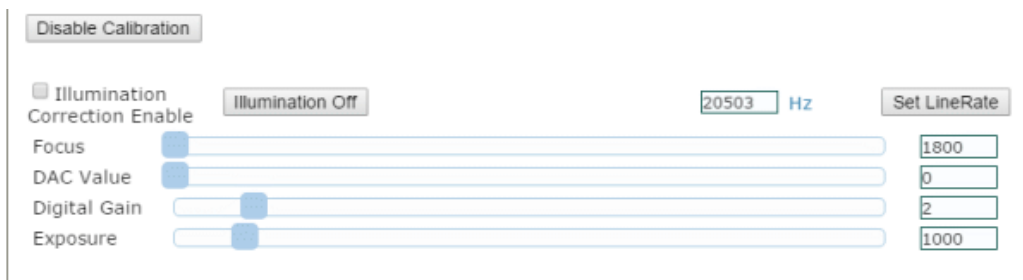 Disable Calibration
Illumination Correction Enable Illumination Off 20503 Hz Set LineRate
Focus 1800
DAC Value 0
Digital Gain 2
Exposure 1000